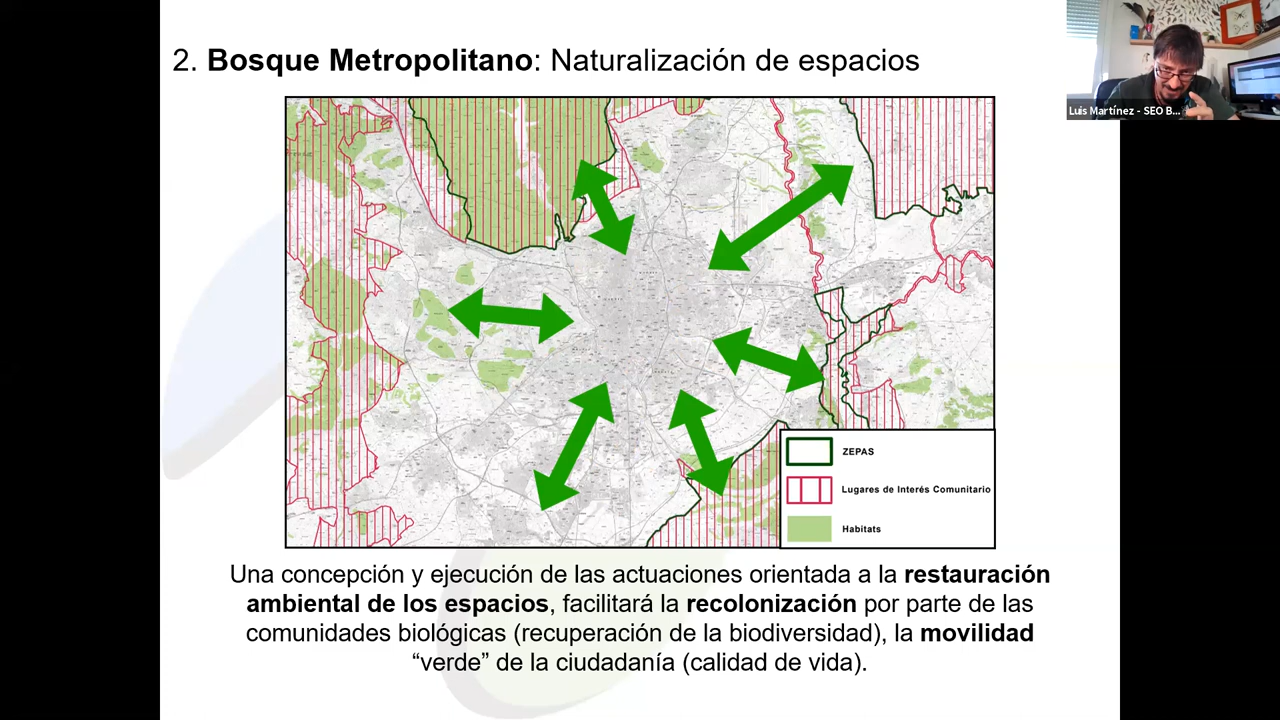 2. Bosque Metropolitano: Naturalización de espacios
Luis Martínez - SEO B...
ZEPAS
Lugares de Interés Comunitario
Habitats
Una concepción y ejecución de las actuaciones orientada a la restauración
ambiental de los espacios, facilitará la recolonización por parte de las
comunidades biológicas (recuperación de la biodiversidad), la movilidad
“verde” de la ciudadanía (calidad de vida).